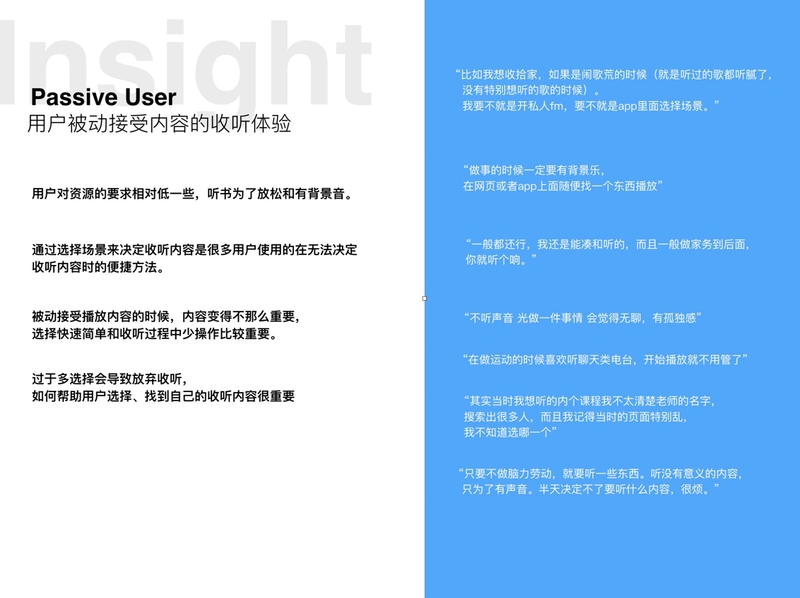 Insight
Passive User
用户被动接受内容的收听体验
用户对资源的要求相对低一些，听书为了放松和有背景音。
通过选择场景来决定收听内容是很多用户使用的在无法决定
收听内容时的便捷方法。
被动接受播放内容的时候，内容变得不那么重要，
选择快速简单和收听过程中少操作比较重要。
过于多选择会导致放弃收听，
如何帮助用户选择、找到自己的收听内容很重要
“比如我想收拾家，如果是闹歌荒的时候（就是听过的歌都听腻了，
没有特别想听的歌的时候）。
我要不就是开私人fm，要不就是app里面选择场景。”
“做事的时候一定要有背景乐，
在网页或者app上面随便找一个东西播放”
“一般都还行，我还是能凑和听的，而且一般做家务到后面，
你就听个响。”
“不听声音 光做一件事情 会觉得无聊，有孤独感”
“在做运动的时候喜欢听聊天类电台，开始播放就不用管了”
“其实当时我想听的内个课程我不太清楚老师的名字，
搜索出很多人，而且我记得当时的页面特别乱，
我不知道选哪一个”
“只要不做脑力劳动，就要听一些东西。听没有意义的内容，
只为了有声音。半天决定不了要听什么内容，很烦。”